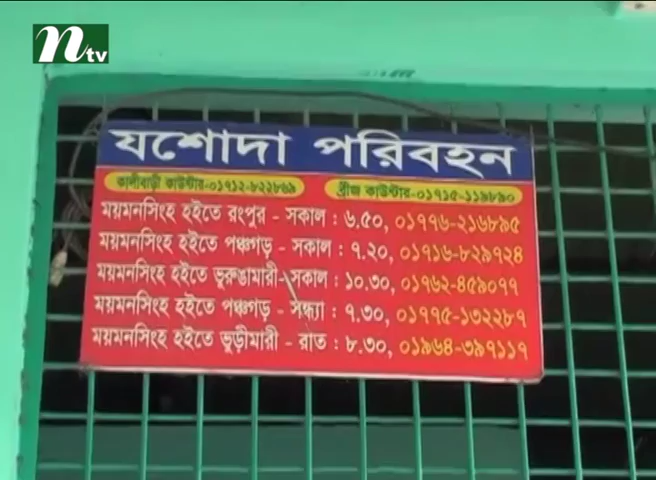 ntv
যশোদা পরিবহন
কালীবাড়ী কাউন্টার-০১৭১২-৮২২৮৬৯ ব্রীজ কাউন্টার-০১৭১৫-১১৯৮৯০
ময়মনসিংহ হইতে রংপুর - সকাল : ৬.৫০, ০১৭৭৬-২১৬৮৯৫
ময়মনসিংহ হইতে পঞ্চগড় - সকাল : ৭.২০, ০১৭১৬-৮২৯৭২৪
ময়মনসিংহ হইতে ভুরুঙামারী - সকাল : ১০.৩০, ০১৭৬২-৪৫৯০৭৭
ময়মনসিংহ হইতে পঞ্চগড় - সন্ধ্যা : ৭.৩০, ০১৭৭৫-১৩২২৮৭
ময়মনসিংহ হইতে ভূড়ীমারী - রাত : ৮.৩০, ০১৯৬৪-৩৯৭১১৭